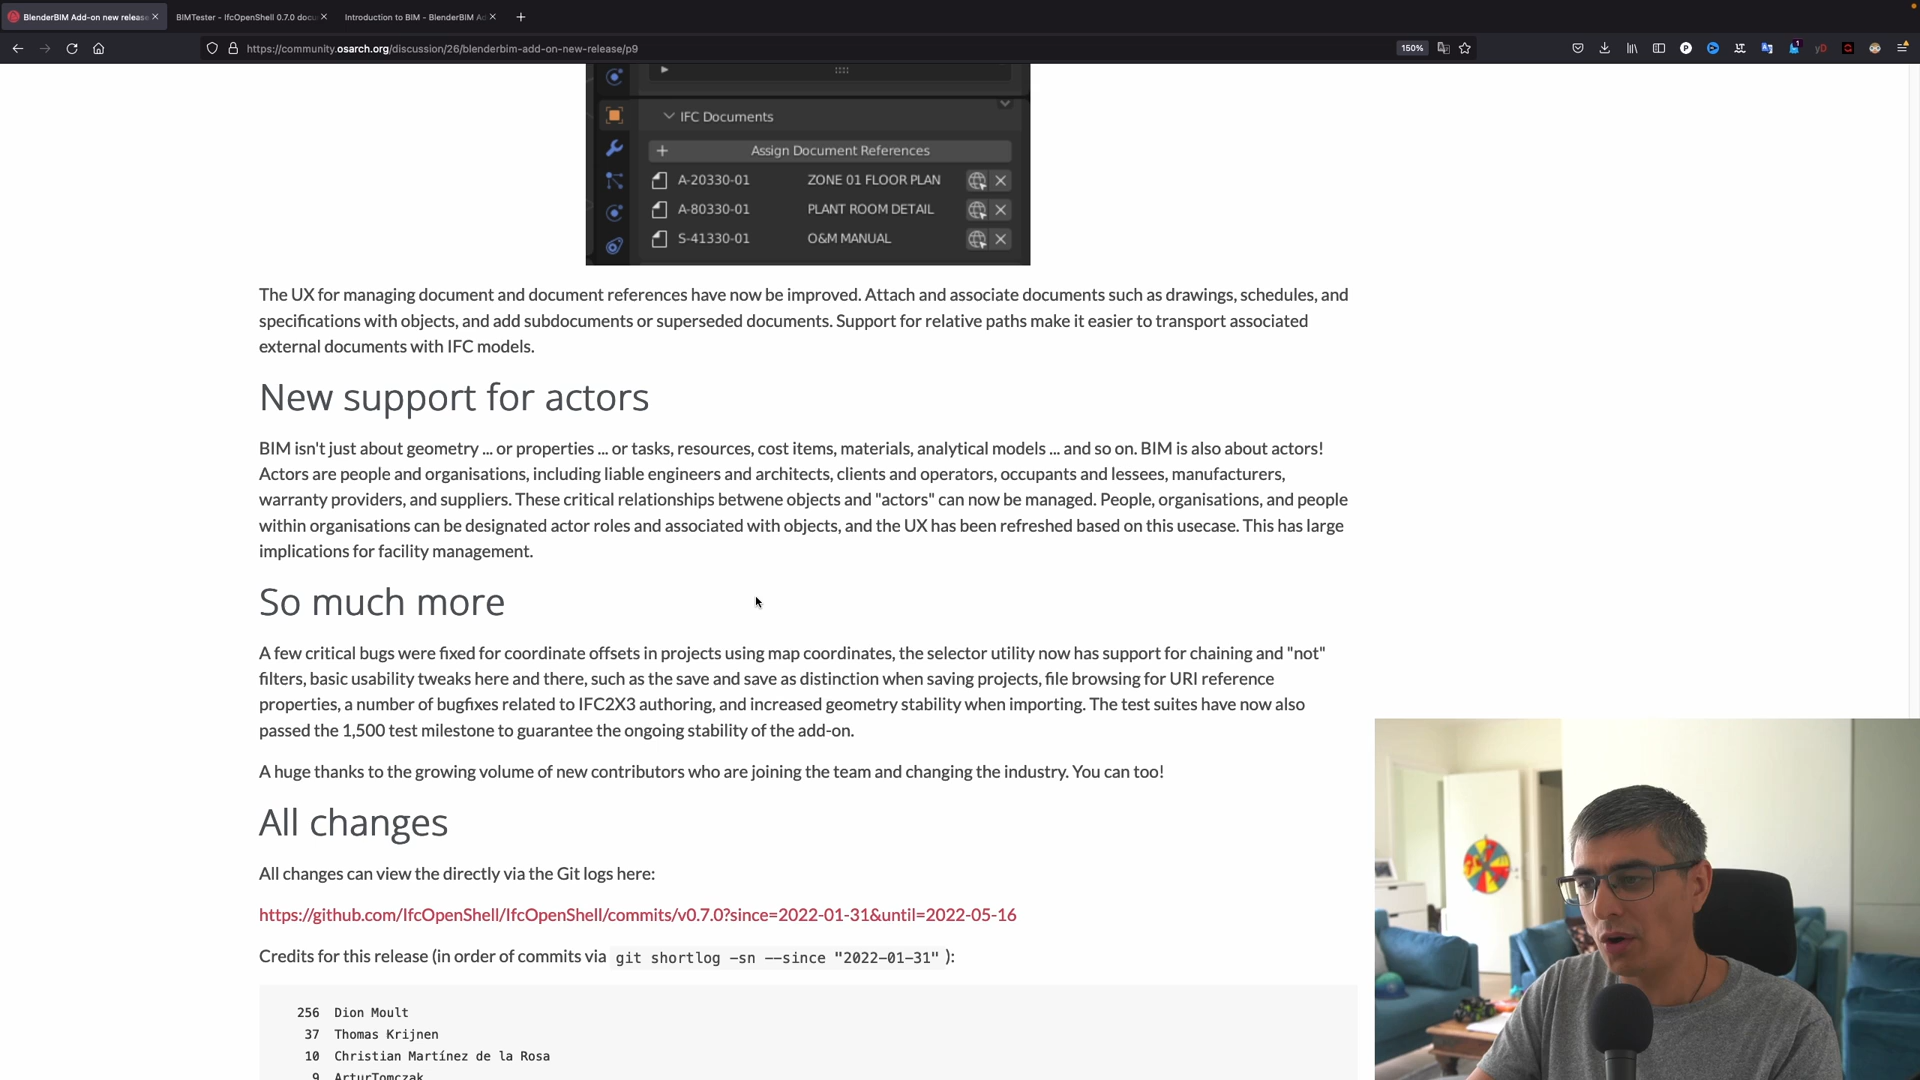 BlenderBIM Add-on new release
BIMTester - IfcOpenShell 0.7.0 docu
Introduction to BIM - BlenderBIM Ad
https://community.osarch.org/discussion/26/blenderbim-add-on-new-release/p9
150%
IFC Documents
Assign Document References
A-20330-01 ZONE 01 FLOOR PLAN
A-80330-01 PLANT ROOM DETAIL
S-41330-01 O&M MANUAL
The UX for managing document and document references have now be improved. Attach and associate documents such as drawings, schedules, and
specifications with objects, and add subdocuments or superseded documents. Support for relative paths make it easier to transport associated
external documents with IFC models.
New support for actors
BIM isn't just about geometry ... or properties ... or tasks, resources, cost items, materials, analytical models ... and so on. BIM is also about actors!
Actors are people and organisations, including liable engineers and architects, clients and operators, occupants and lessees, manufacturers,
warranty providers, and suppliers. These critical relationships betwene objects and "actors" can now be managed. People, organisations, and people
within organisations can be designated actor roles and associated with objects, and the UX has been refreshed based on this usecase. This has large
implications for facility management.
So much more
A few critical bugs were fixed for coordinate offsets in projects using map coordinates, the selector utility now has support for chaining and "not"
filters, basic usability tweaks here and there, such as the save and save as distinction when saving projects, file browsing for URI reference
properties, a number of bugfixes related to IFC2X3 authoring, and increased geometry stability when importing. The test suites have now also
passed the 1,500 test milestone to guarantee the ongoing stability of the add-on.
A huge thanks to the growing volume of new contributors who are joining the team and changing the industry. You can too!
All changes
All changes can view the directly via the Git logs here:
https://github.com/IfcOpenShell/IfcOpenShell/commits/v0.7.0?since=2022-01-31&until=2022-05-16
Credits for this release (in order of commits via git shortlog -sn --since "2022-01-31" ):
256 Dion Moult
37 Thomas Krijnen
10 Christian Martínez de la Rosa
9 ArturTomczak